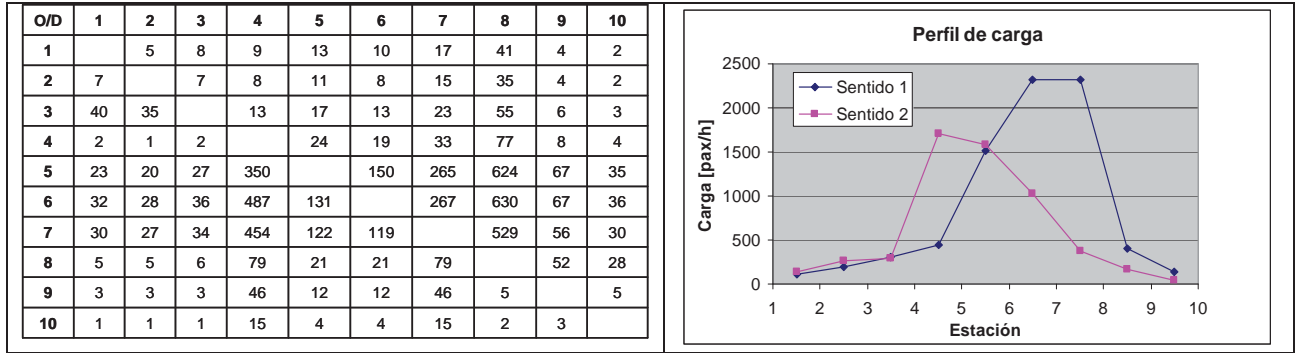 O/D 1 2 3 4 5 6 7 8 9 10
1 5 8 9 13 10 17 41 4 2
2 7 7 8 11 8 15 35 4 2
3 40 35 13 17 13 23 55 6 3
4 2 1 2 24 19 33 77 8 4
5 23 20 27 350 150 265 624 67 35
6 32 28 36 487 131 267 630 67 36
7 30 27 34 454 122 119 529 56 30
8 5 5 6 79 21 21 79 52 28
9 3 3 3 46 12 12 46 5 5
10 1 1 1 15 4 4 15 2 3
Perfil de carga
Carga [pax/h]
2500
2000
1500
1000
500
0
Sentido 1
Sentido 2
1 2 3 4 5 6 7 8 9 10
Estación